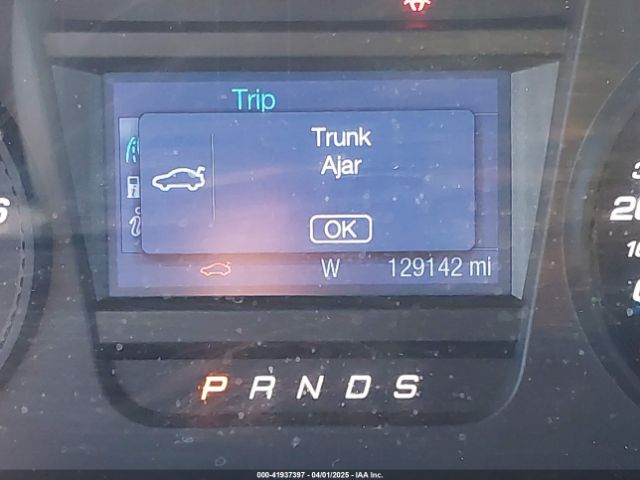 Trip
Trunk
Ajar
OK
W 129142 mi
P R N D S
000-41937397 - 04/01/2025 - IAA Inc.